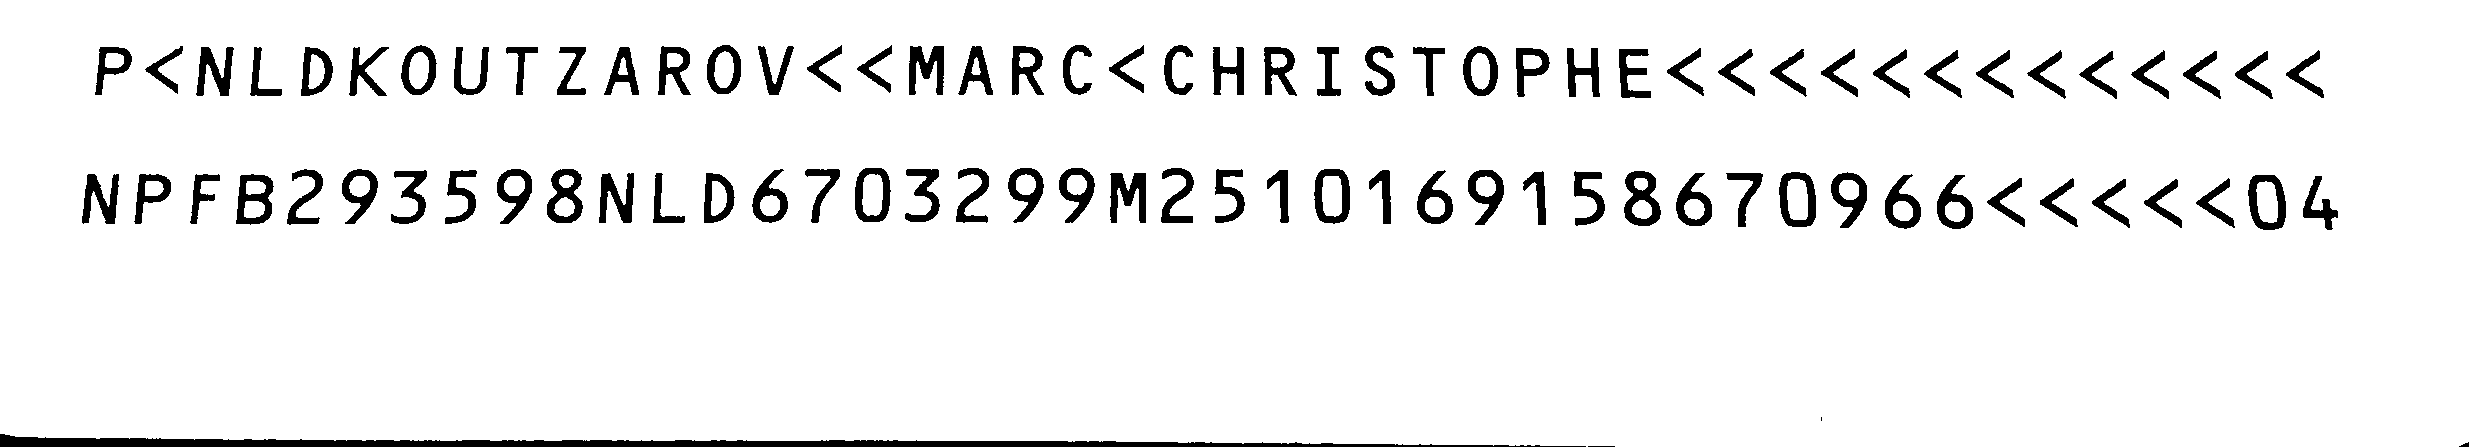 P<NLDKOUTZAROV<<MARC<CHRISTOPHE<<<<<<<<<<<<<
NPFB293598NLD6703299M2510169158670966<<<<<04